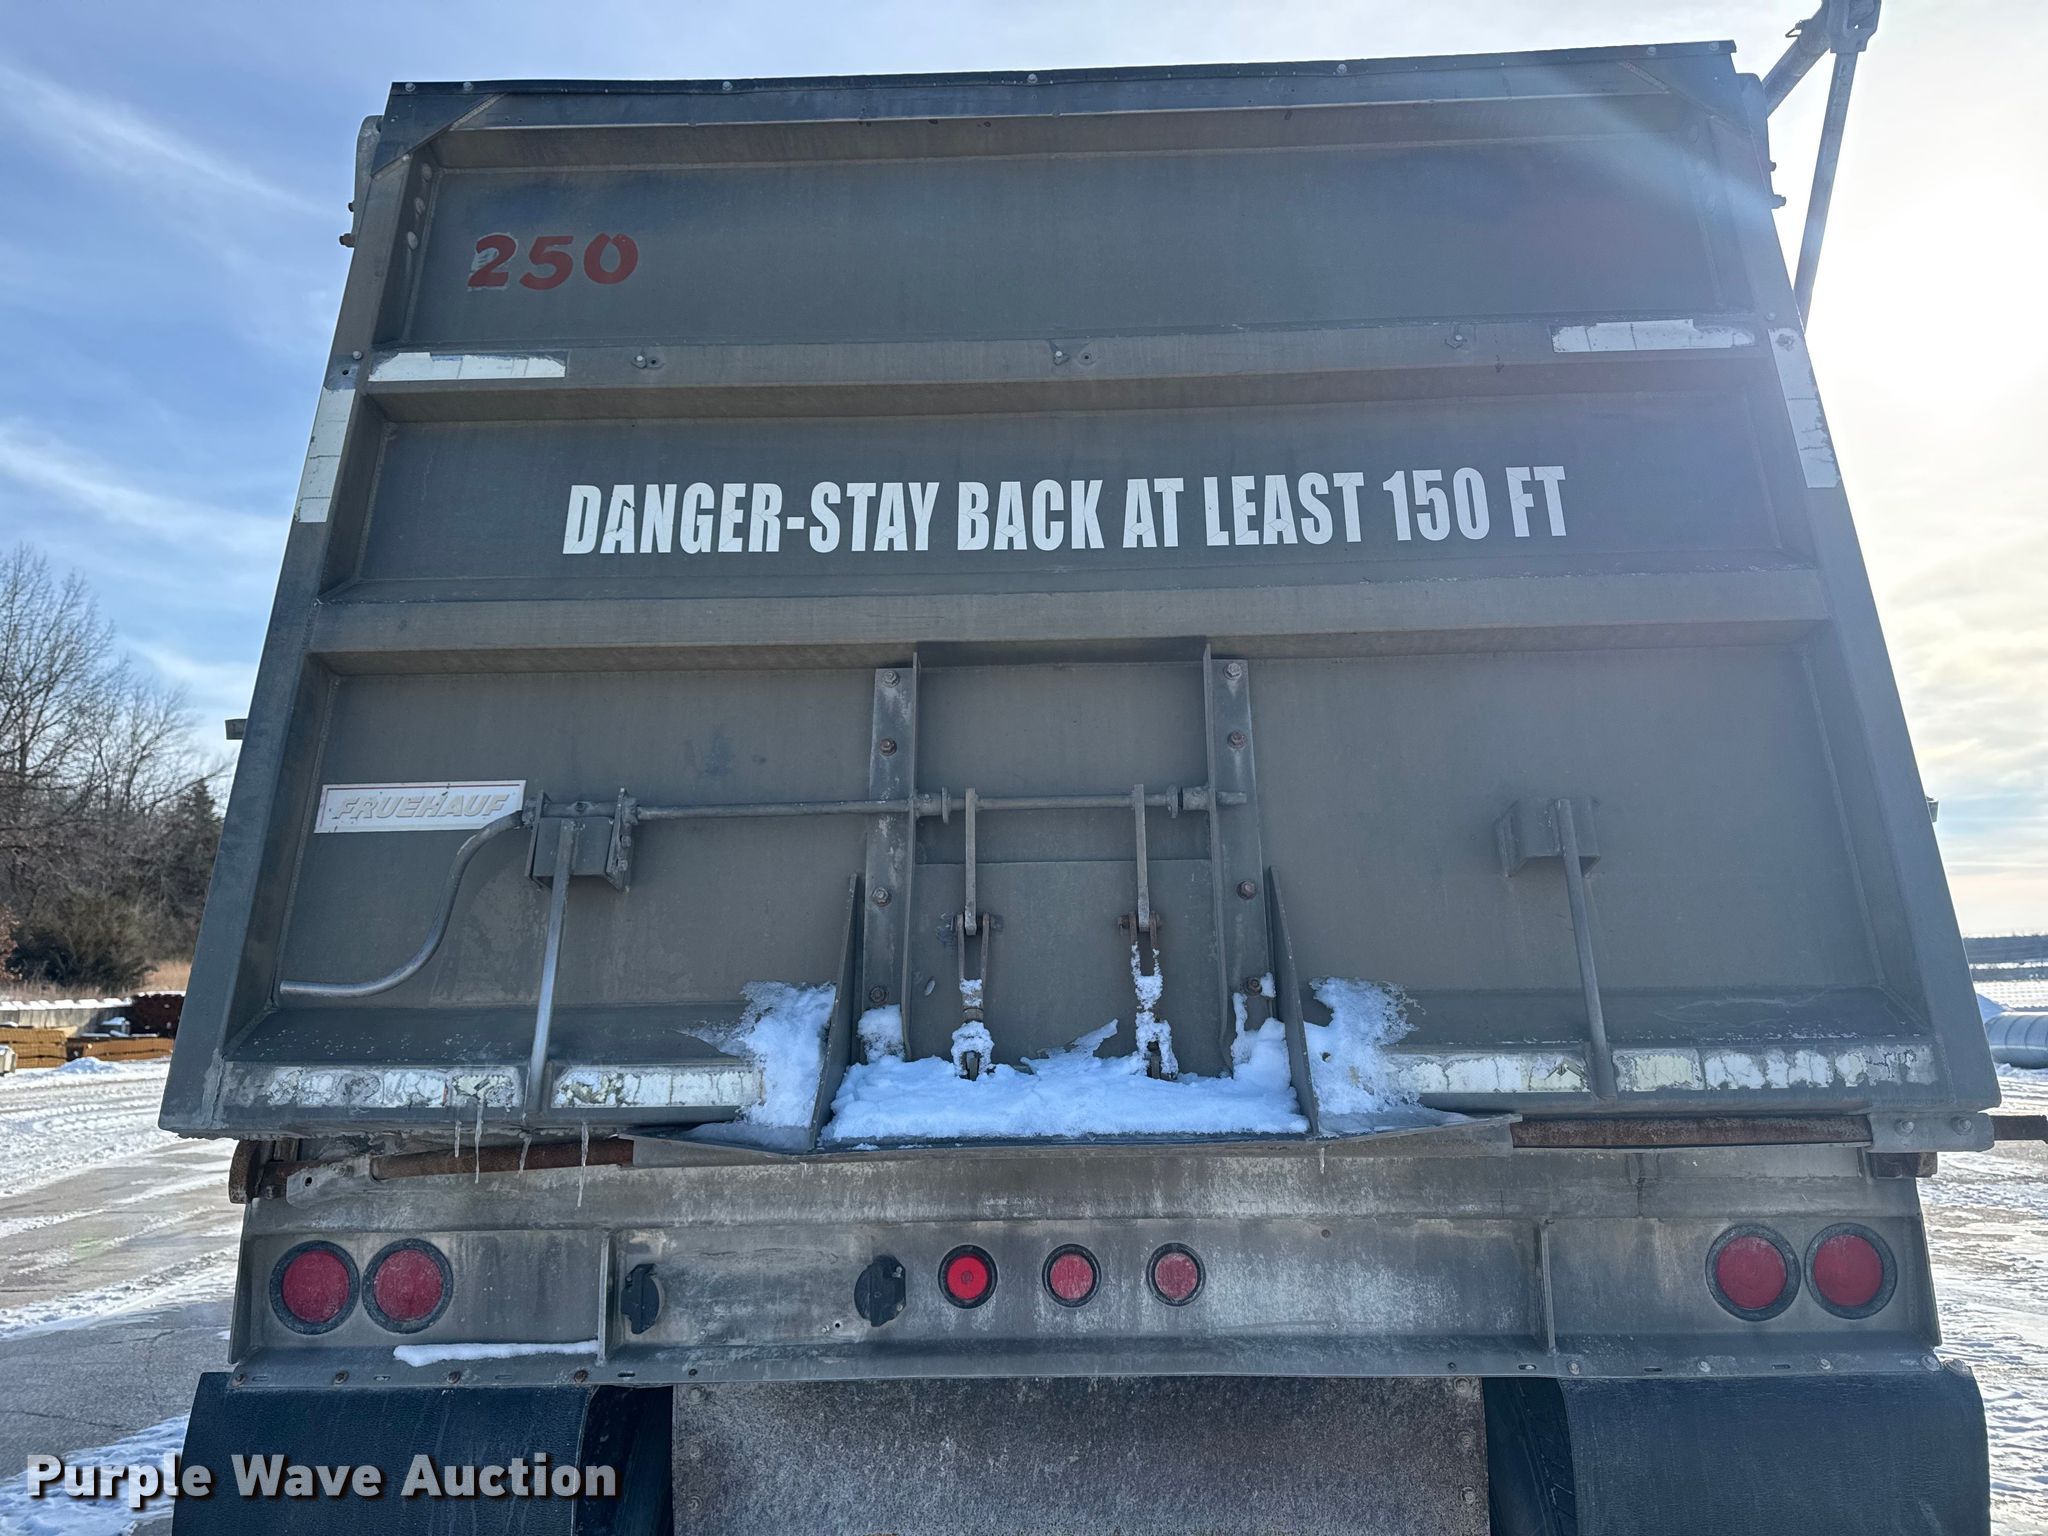 250
DANGER-STAY BACK AT LEAST 150 FT
FRUEHAUF
Purple Wave Auction